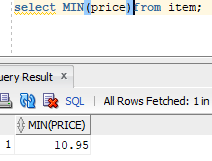 select MIN(price)from item;
uery Result x
SQL | All Rows Fetched: 1 in
MIN(PRICE)
1 10.95